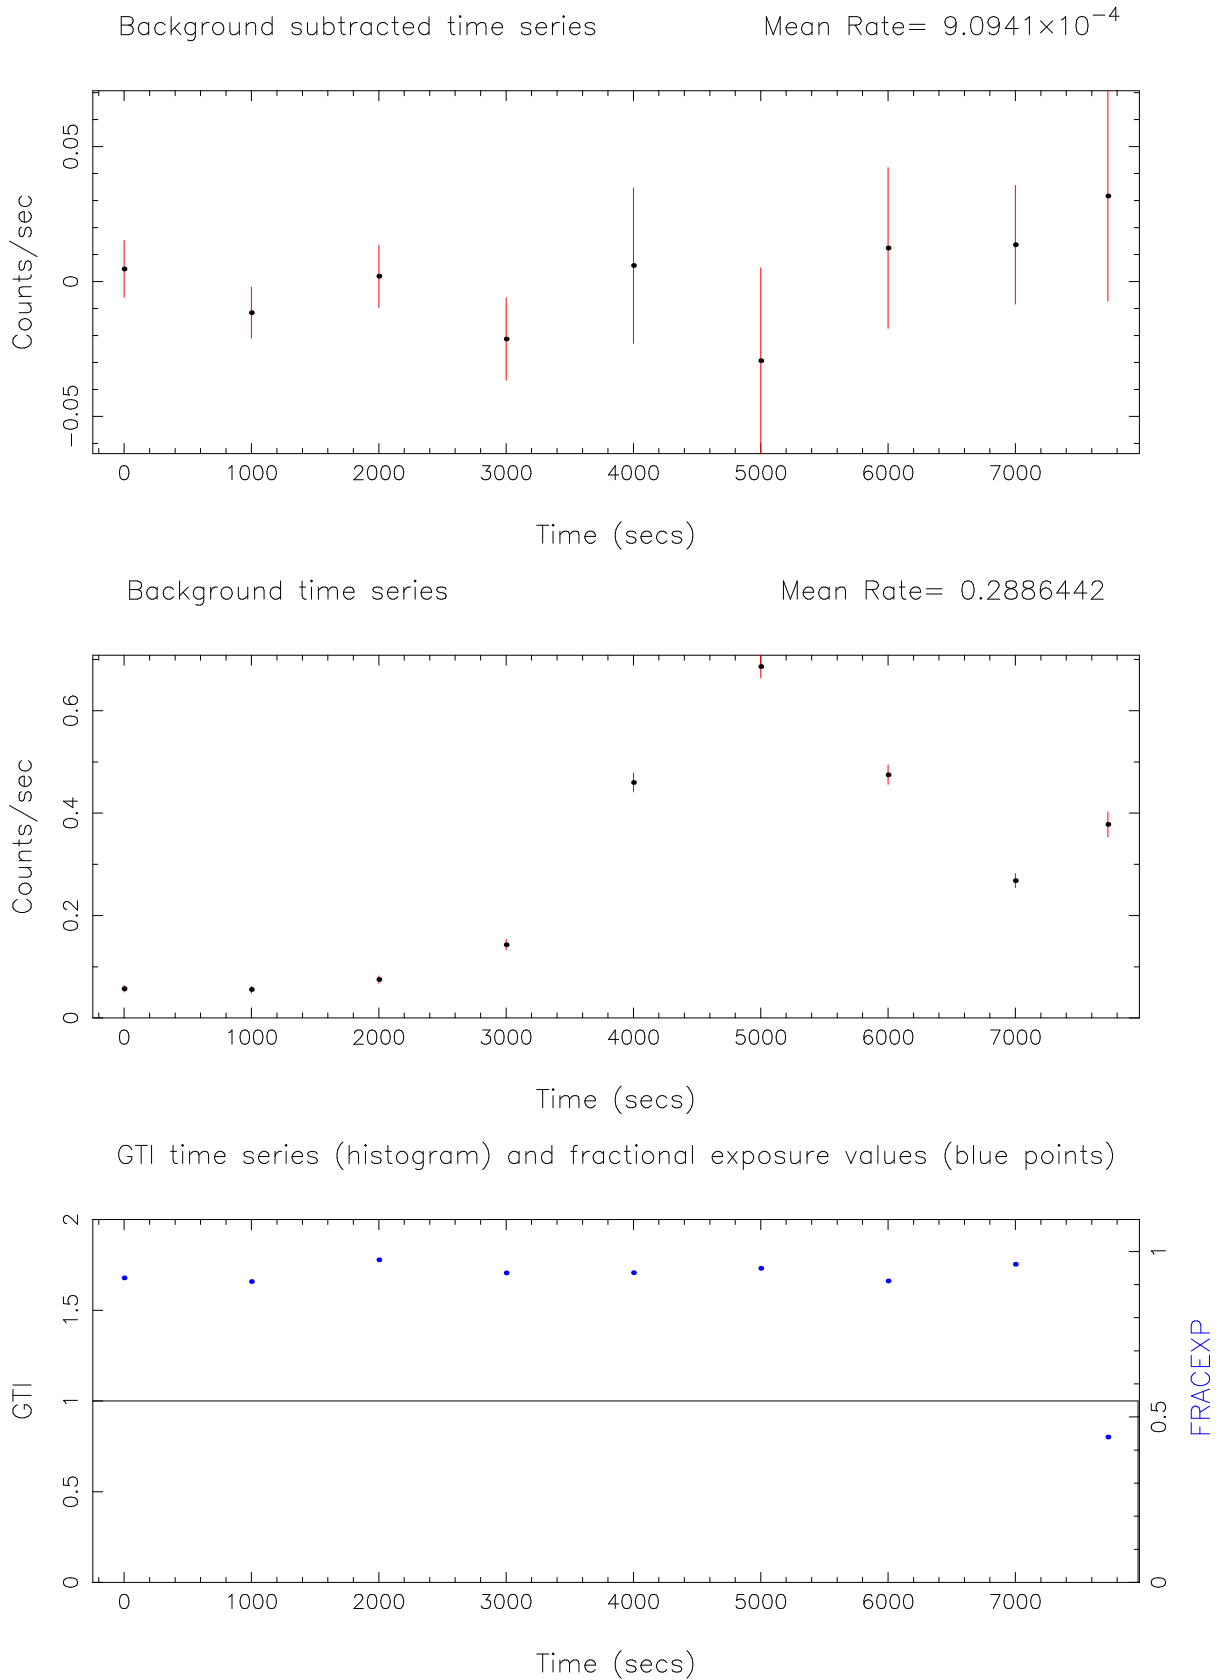 Background subtracted time series Mean Rate= 9.0941×10⁻⁴
0.05
0
−0.05
Counts/sec
0 1000 2000 3000 4000 5000 6000 7000
Time (secs)
Background time series Mean Rate= 0.2886442
0.6
0.4
0.2
0
Counts/sec
0 1000 2000 3000 4000 5000 6000 7000
Time (secs)
GTI time series (histogram) and fractional exposure values (blue points)
2
1.5
1
0.5
0
GTI
1
0.5
0
FRACEXP
0 1000 2000 3000 4000 5000 6000 7000
Time (secs)